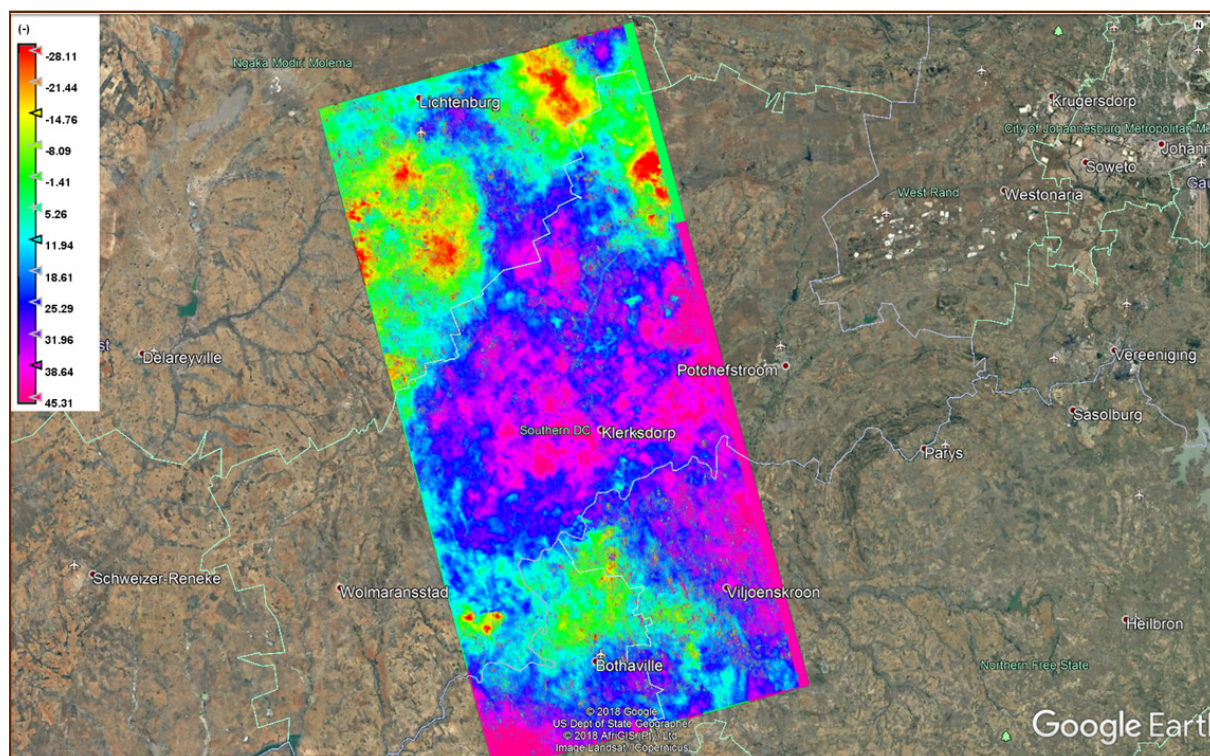 (-)
-28.11
-21.44
-14.76
-8.09
-1.41
5.26
11.94
18.61
25.29
31.96
38.64
45.31
N
Ngaka Modiri Molema
Lichtenburg
Krugersdorp
City of Johannesburg Metropolitan M
Johann
Soweto
Gau
West Rand
Westonaria
Delareyville
Vereeniging
Potchefstroom
Sasolburg
Southern DC
Klerksdorp
Parys
Schweizer-Reneke
Wolmaransstad
Viljoenskroon
Heilbron
Bothaville
Northern Free State
© 2018 Google
US Dept of State Geographer
© 2018 AfriGIS (Pty) Ltd.
Image Landsat / Copernicus
Google Earth